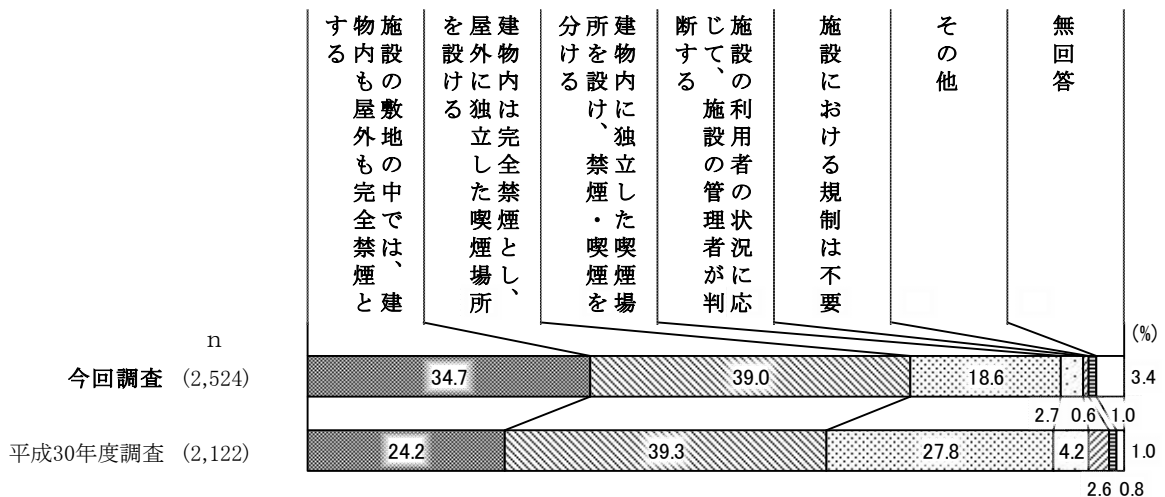 施設の敷地の中では、建
物内も屋外も完全禁煙と
する
建物内は完全禁煙とし、
屋外に独立した喫煙場所
を設ける
建物内に独立した喫煙場
所を設け、禁煙・喫煙を
分ける
施設の利用者の状況に応
じて、施設の管理者が判
断する
施設における規制は不要
その他
無回答
n
(%)
今回調査 (2,524) 34.7 39.0 18.6 3.4
2.7 0.6 1.0
平成30年度調査 (2,122) 24.2 39.3 27.8 4.2 1.0
2.6 0.8